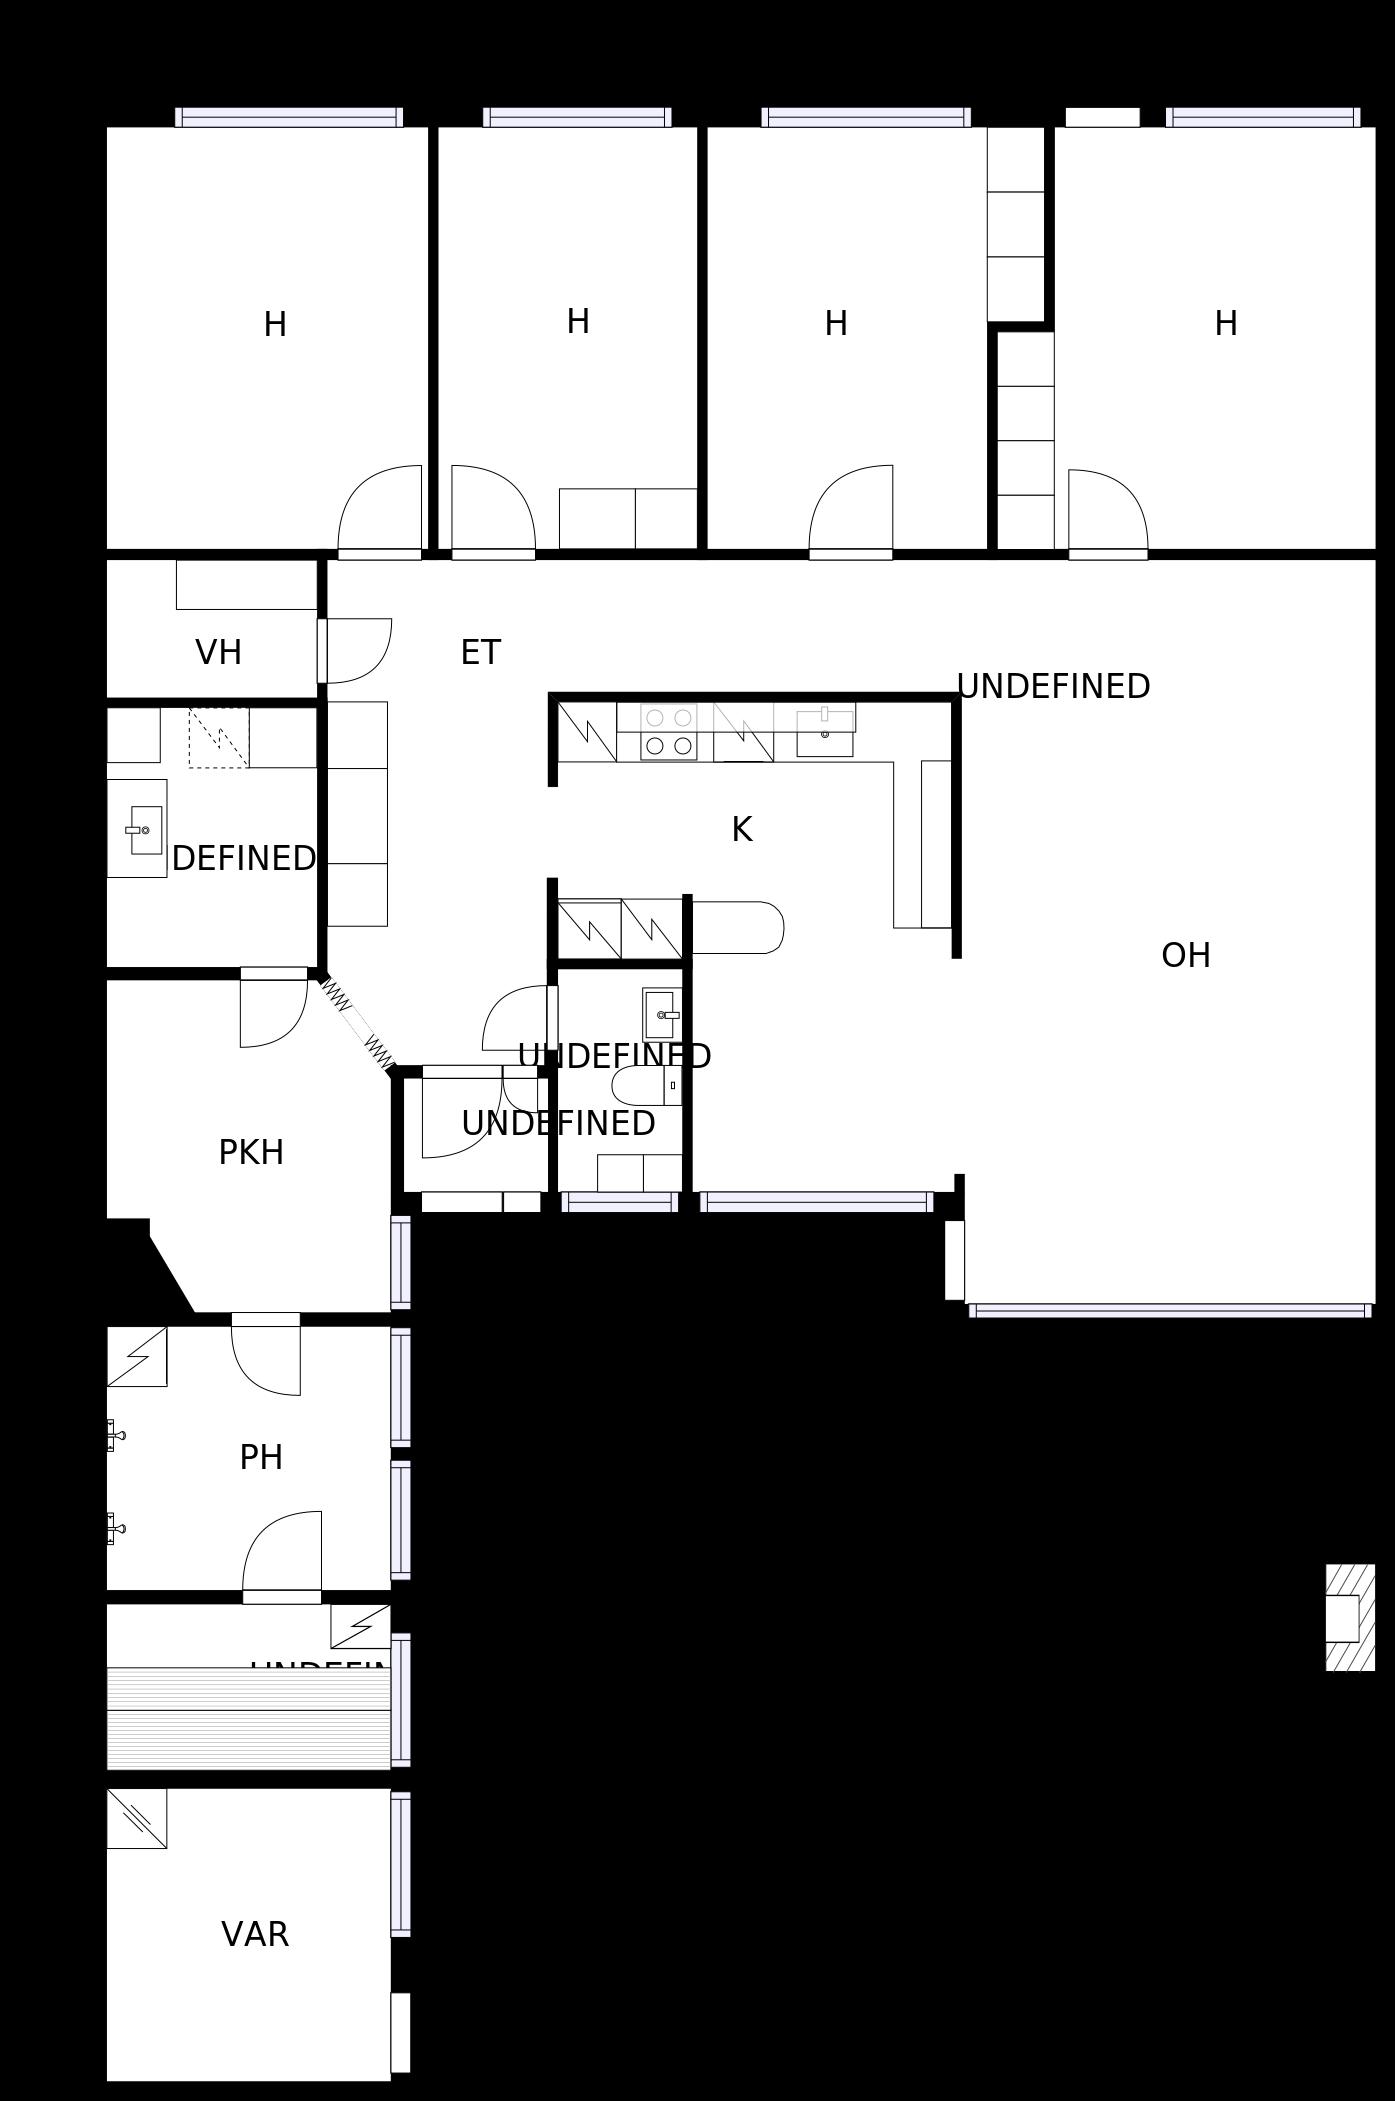 H
H
H
H
VH
ET
UNDEFINED
K
DEFINED
OH
UNDEFINED
UNDEFINED
PKH
PH
UNDEFIN
VAR